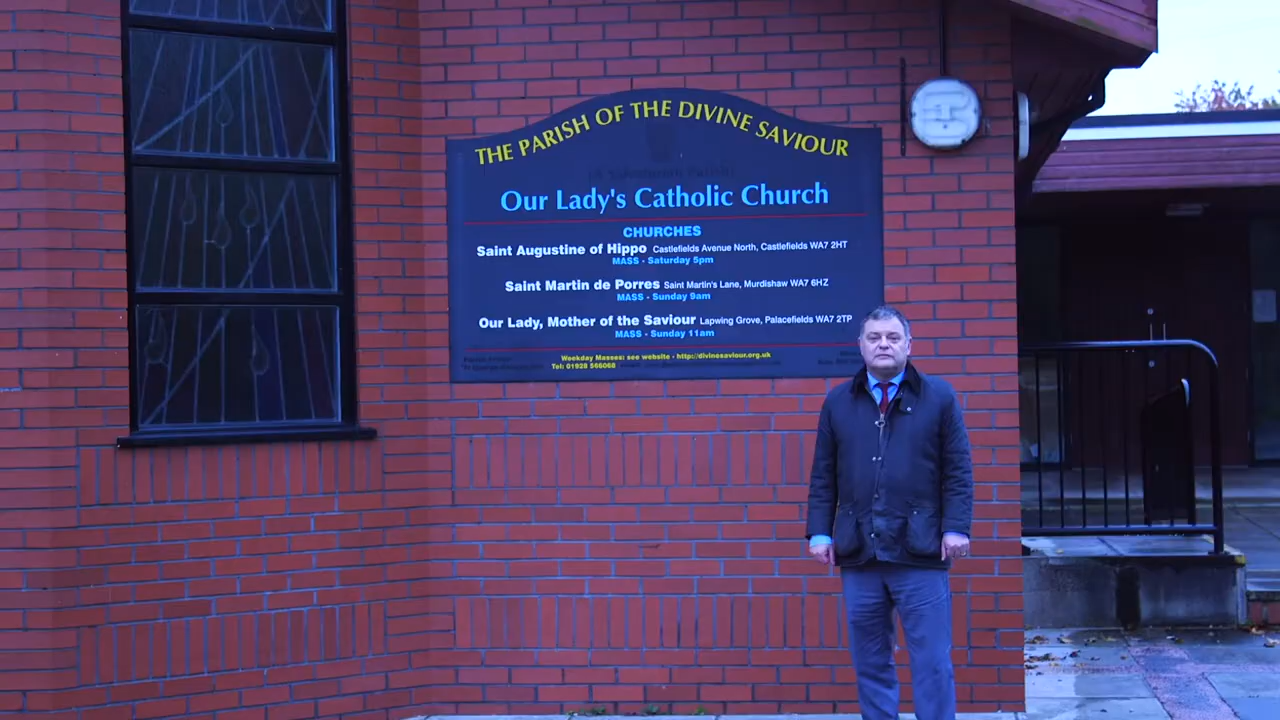 THE PARISH OF THE DIVINE SAVIOUR
Our Lady's Catholic Church
CHURCHES
Saint Augustine of Hippo Castlefields Avenue North, Castlefields WA7 2HT
MASS - Saturday 5pm
Saint Martin de Porres Saint Martin's Lane, Murdishaw WA7 6HZ
MASS - Sunday 9am
Our Lady, Mother of the Saviour Lapwing Grove, Palacefields WA7 2TP
MASS - Sunday 11am
Weekday Masses: see website - http://divinesaviour.org.uk
Tel: 01928 566068